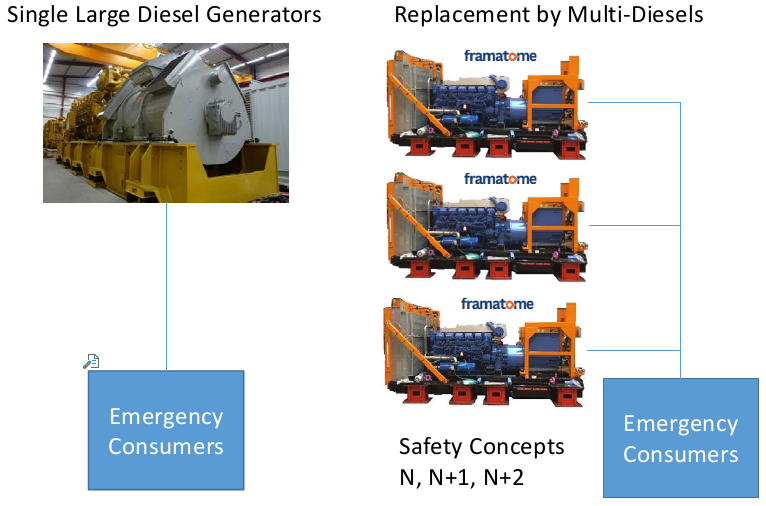 Single Large Diesel Generators
Replacement by Multi-Diesels
framatome
framatome
framatome
Emergency
Consumers
Safety Concepts
N, N+1, N+2
Emergency
Consumers